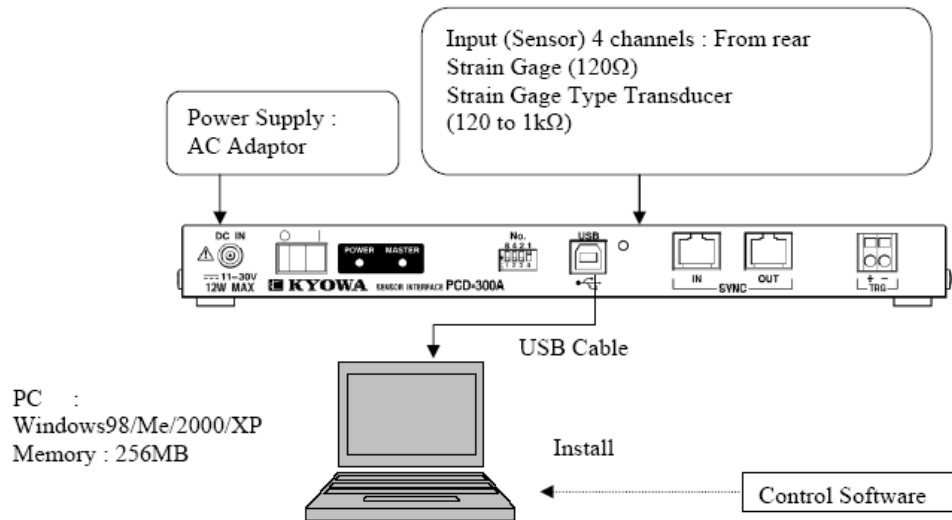 Input (Sensor) 4 channels : From rear
Strain Gage (120Ω)
Strain Gage Type Transducer
(120 to 1kΩ)
Power Supply :
AC Adaptor
DC IN
11–30V
12W MAX
POWER MASTER
KYOWA SENSOR INTERFACE PCD-300A
No.
8 4 2 1
1 2 3 4
USB
IN OUT
SYNC
+ −
TRG
USB Cable
PC :
Windows98/Me/2000/XP
Memory : 256MB
Install
Control Software